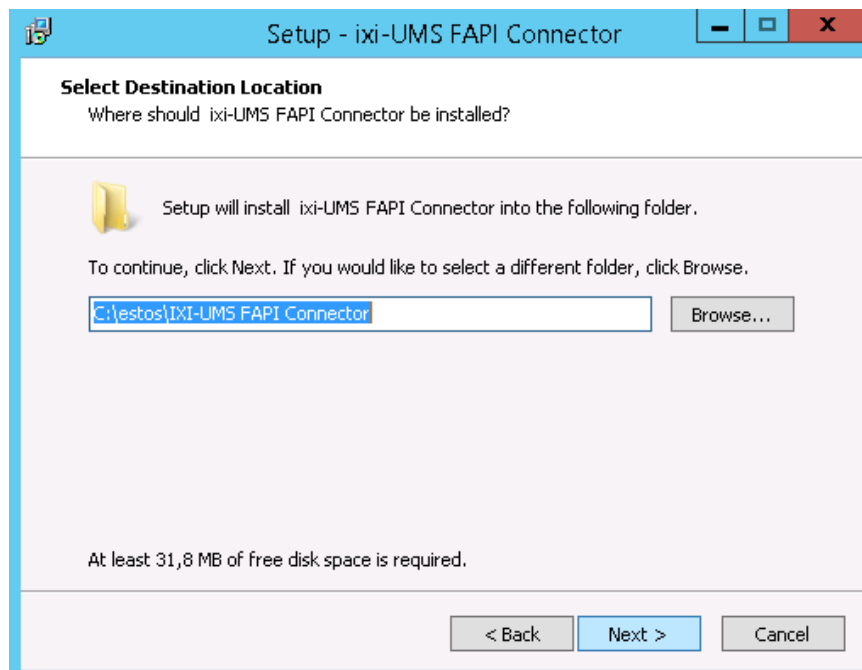 Setup - ixi-UMS FAPI Connector
Select Destination Location
Where should ixi-UMS FAPI Connector be installed?
Setup will install ixi-UMS FAPI Connector into the following folder.
To continue, click Next. If you would like to select a different folder, click Browse.
C:\estos\IXI-UMS FAPI Connector
Browse...
At least 31,8 MB of free disk space is required.
< Back
Next >
Cancel